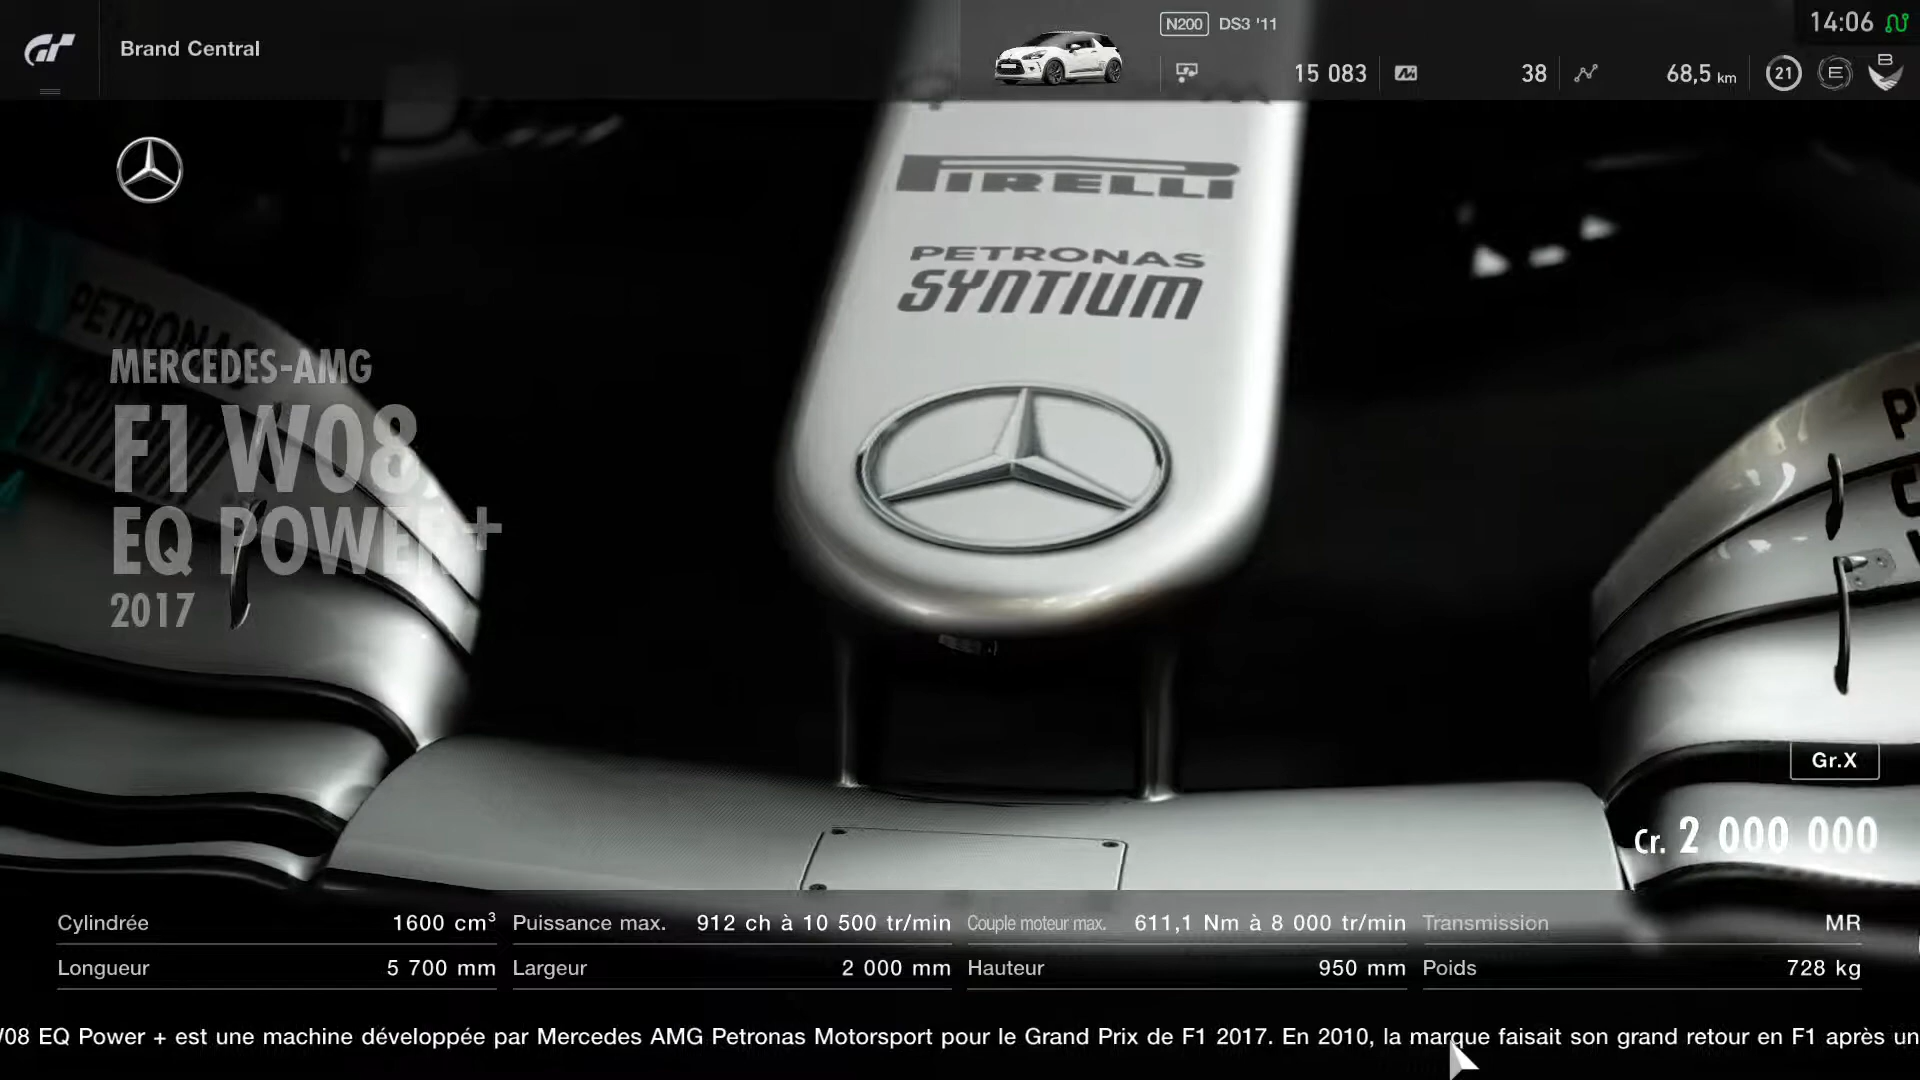 Brand Central
N200 DS3 '11
14:06
15 083
38
68,5 km
21
E
B
PIRELLI
PETRONAS
SYNTIUM
PETRONAS
MERCEDES-AMG
F1 W08
EQ POWER+
2017
Gr.X
Cr. 2 000 000
Cylindrée 1600 cm³ Puissance max. 912 ch à 10 500 tr/min Couple moteur max. 611,1 Nm à 8 000 tr/min Transmission MR
Longueur 5 700 mm Largeur 2 000 mm Hauteur 950 mm Poids 728 kg
W08 EQ Power + est une machine développée par Mercedes AMG Petronas Motorsport pour le Grand Prix de F1 2017. En 2010, la marque faisait son grand retour en F1 après un